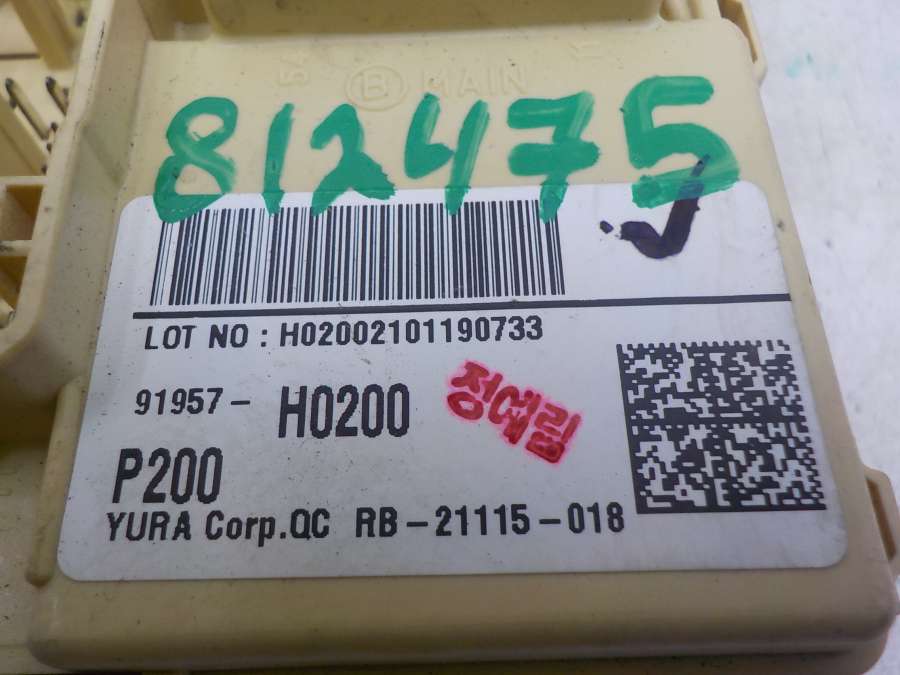 B MAIN
812475
LOT NO : H02002101190733
91957- H0200
정예림
P200
YURA Corp.QC RB-21115-018